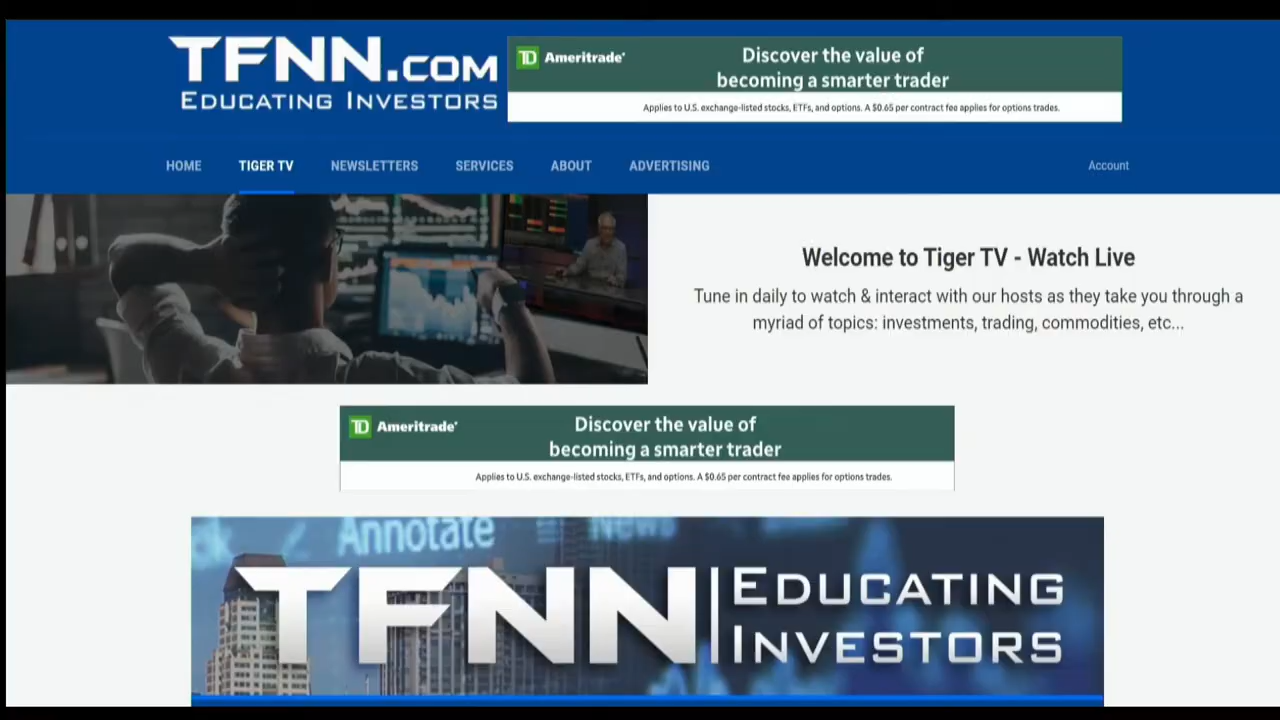 TFNN.COM
EDUCATING INVESTORS
TD Ameritrade
Discover the value of
becoming a smarter trader
Applies to U.S. exchange-listed stocks, ETFs, and options. A $0.65 per contract fee applies for options trades.
HOME
TIGER TV
NEWSLETTERS
SERVICES
ABOUT
ADVERTISING
Account
Welcome to Tiger TV - Watch Live
Tune in daily to watch & interact with our hosts as they take you through a
myriad of topics: investments, trading, commodities, etc...
TD Ameritrade
Discover the value of
becoming a smarter trader
Applies to U.S. exchange-listed stocks, ETFs, and options. A $0.65 per contract fee applies for options trades.
Annotate
News
TFNN
EDUCATING
INVESTORS